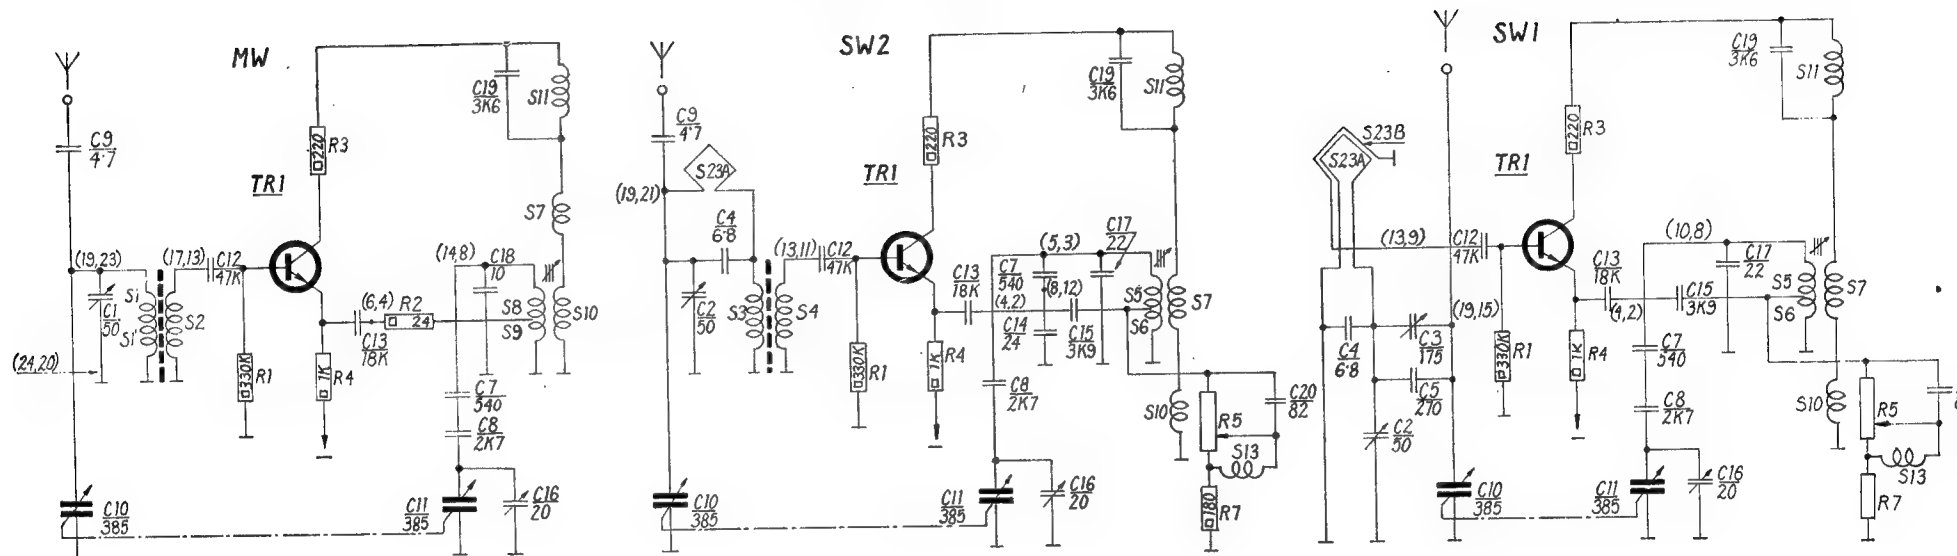 MW
C9
4.7
(19,23)
C1
50
(24,20)
S1
S1'
S2
(17,13)
C12
47K
TR1
□220
R3
C19
3K6
S11
S7
(14,8)
C18
10
(6,4)
R2
□ 24
C13
18K
S8
S9
S10
□330K
R1
□1K
R4
C7
540
C8
2K7
C10
385
C11
385
C16
20
SW2
C9
4.7
S23A
(19,21)
C4
6.8
C2
50
S3
S4
(13,11)
C12
47K
TR1
□220
R3
C19
3K6
S11
C17
22
(5,3)
C7
540
(8,12)
C13
18K
(4,2)
C14
24
C15
3K9
S5
S6
S7
□330K
R1
□1K
R4
C8
2K7
S10
R5
C20
82
S13
□180
R7
C10
385
C11
385
C16
20
SW1
S23B
S23A
(13,9)
C12
47K
TR1
□220
R3
C19
3K6
S11
(10,8)
C17
22
C13
18K
(4,2)
C15
3K9
S5
S6
S7
(19,15)
C4
6.8
C3
175
C5
270
C2
50
□330K
R1
□1K
R4
C7
540
C8
2K7
S10
R5
S13
R7
C10
385
C11
385
C16
20